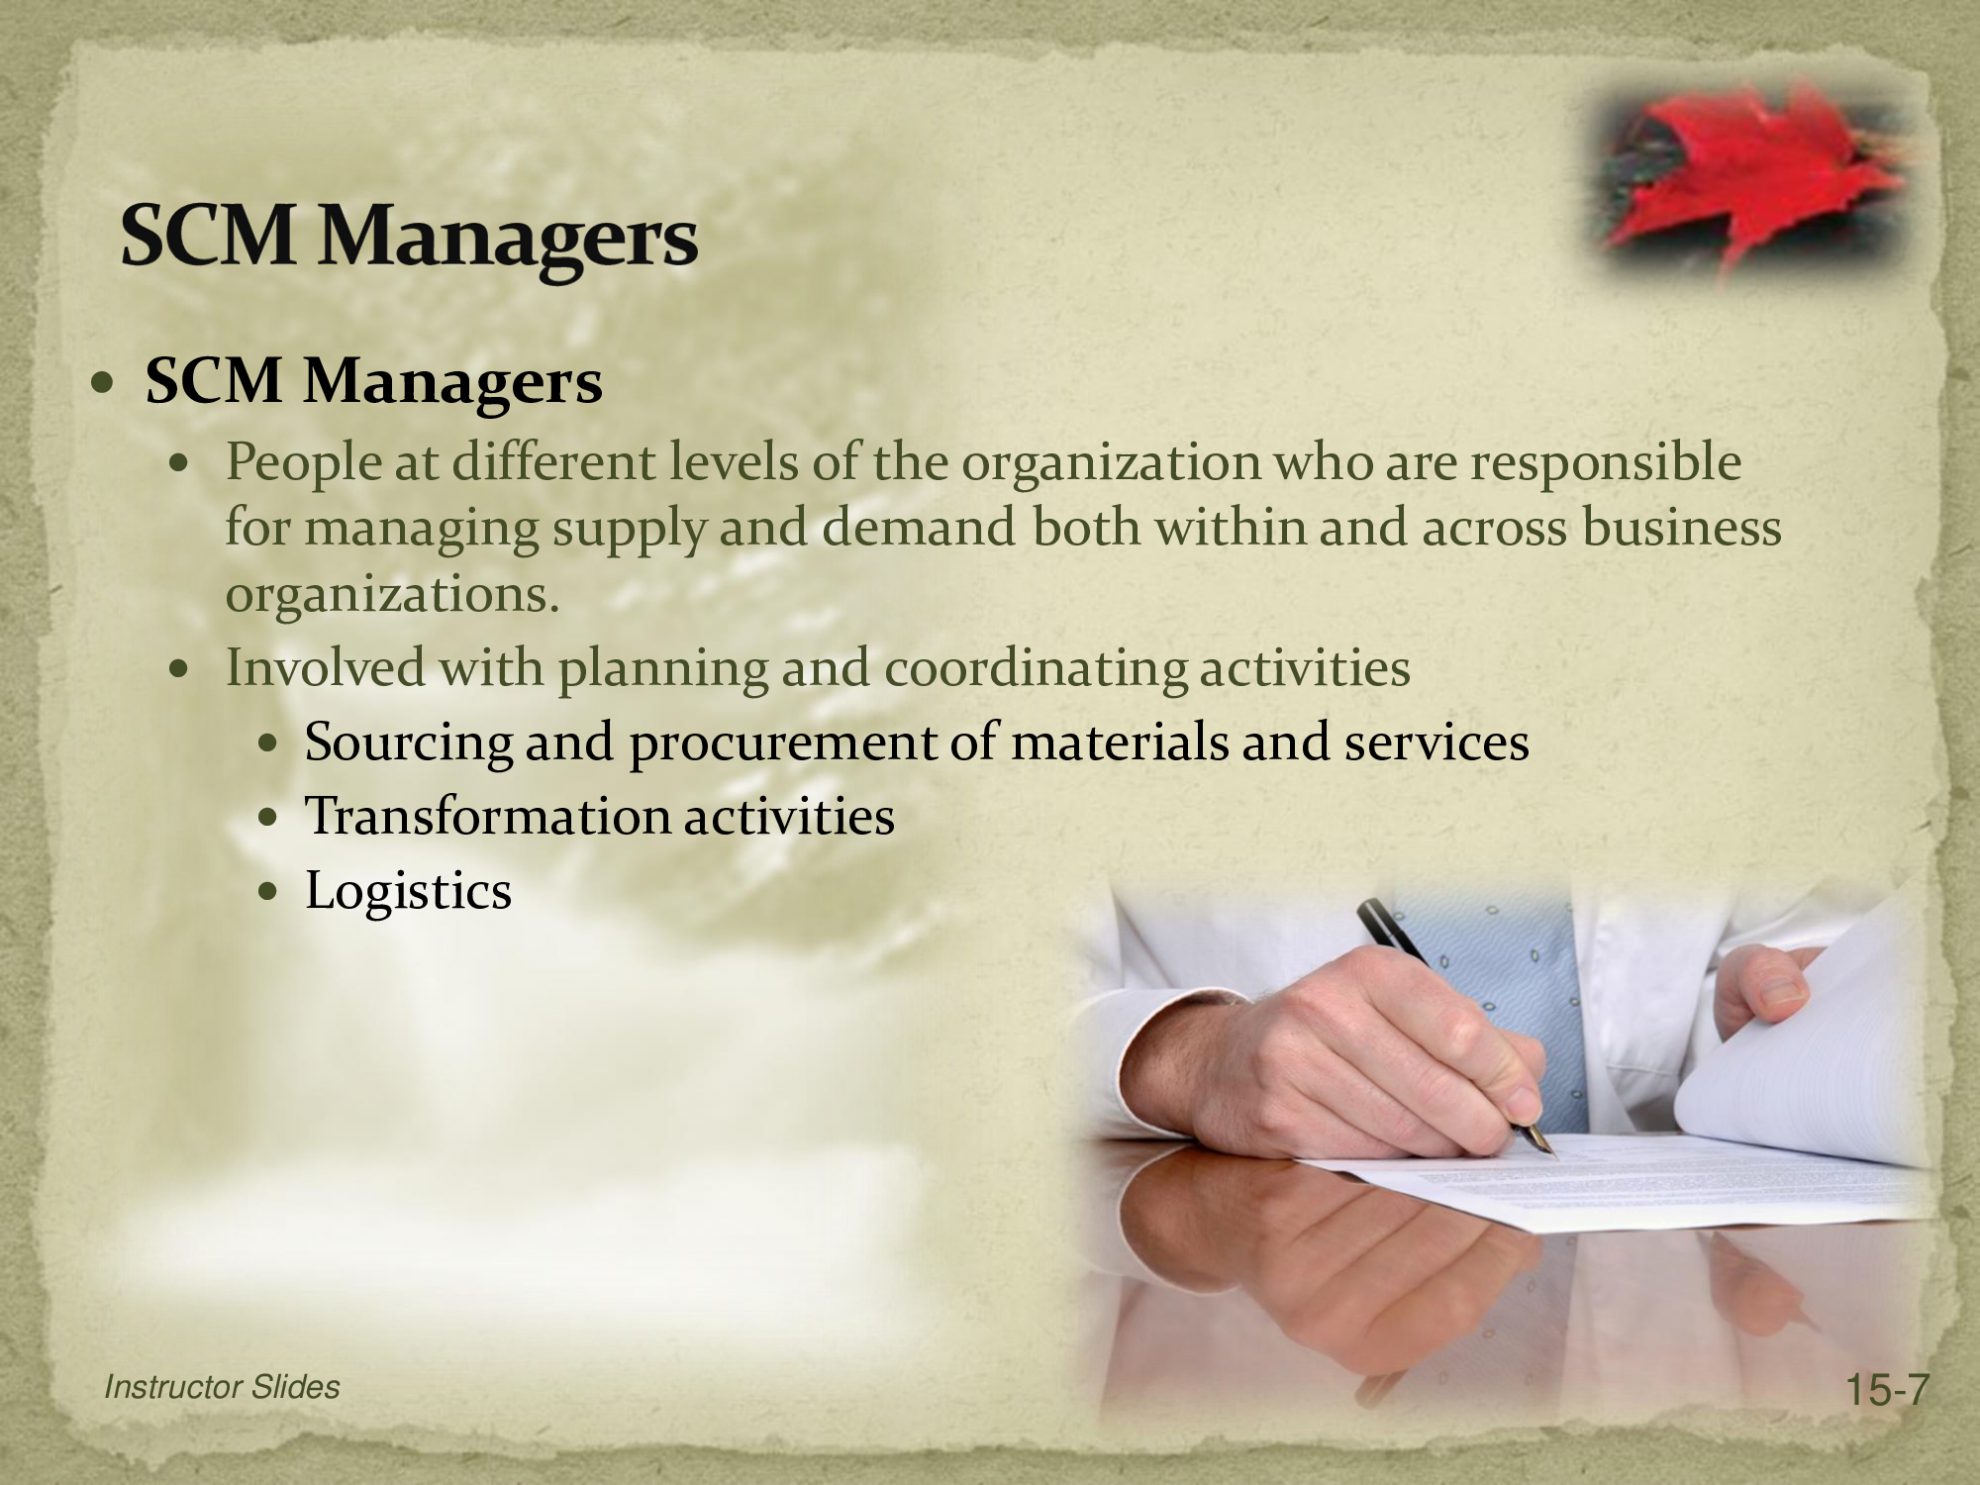 SCM Managers
• SCM Managers
• People at different levels of the organization who are responsible
for managing supply and demand both within and across business
organizations.
• Involved with planning and coordinating activities
• Sourcing and procurement of materials and services
• Transformation activities
• Logistics
Instructor Slides
15-7